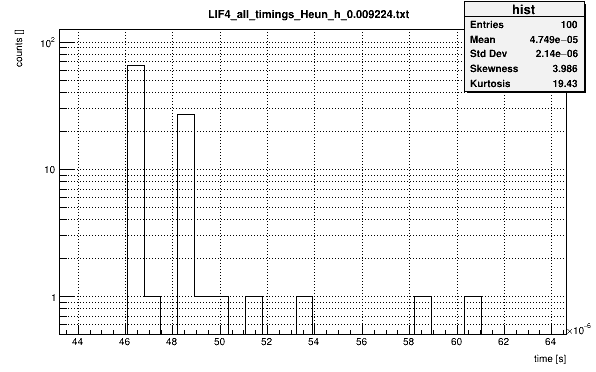 LIF4_all_timings_Heun_h_0.009224.txt
hist
Entries 100
Mean 4.749e−05
Std Dev 2.14e−06
Skewness 3.986
Kurtosis 19.43
counts []
10²
10
1
44 46 48 50 52 54 56 58 60 62 64
×10⁻⁶
time [s]